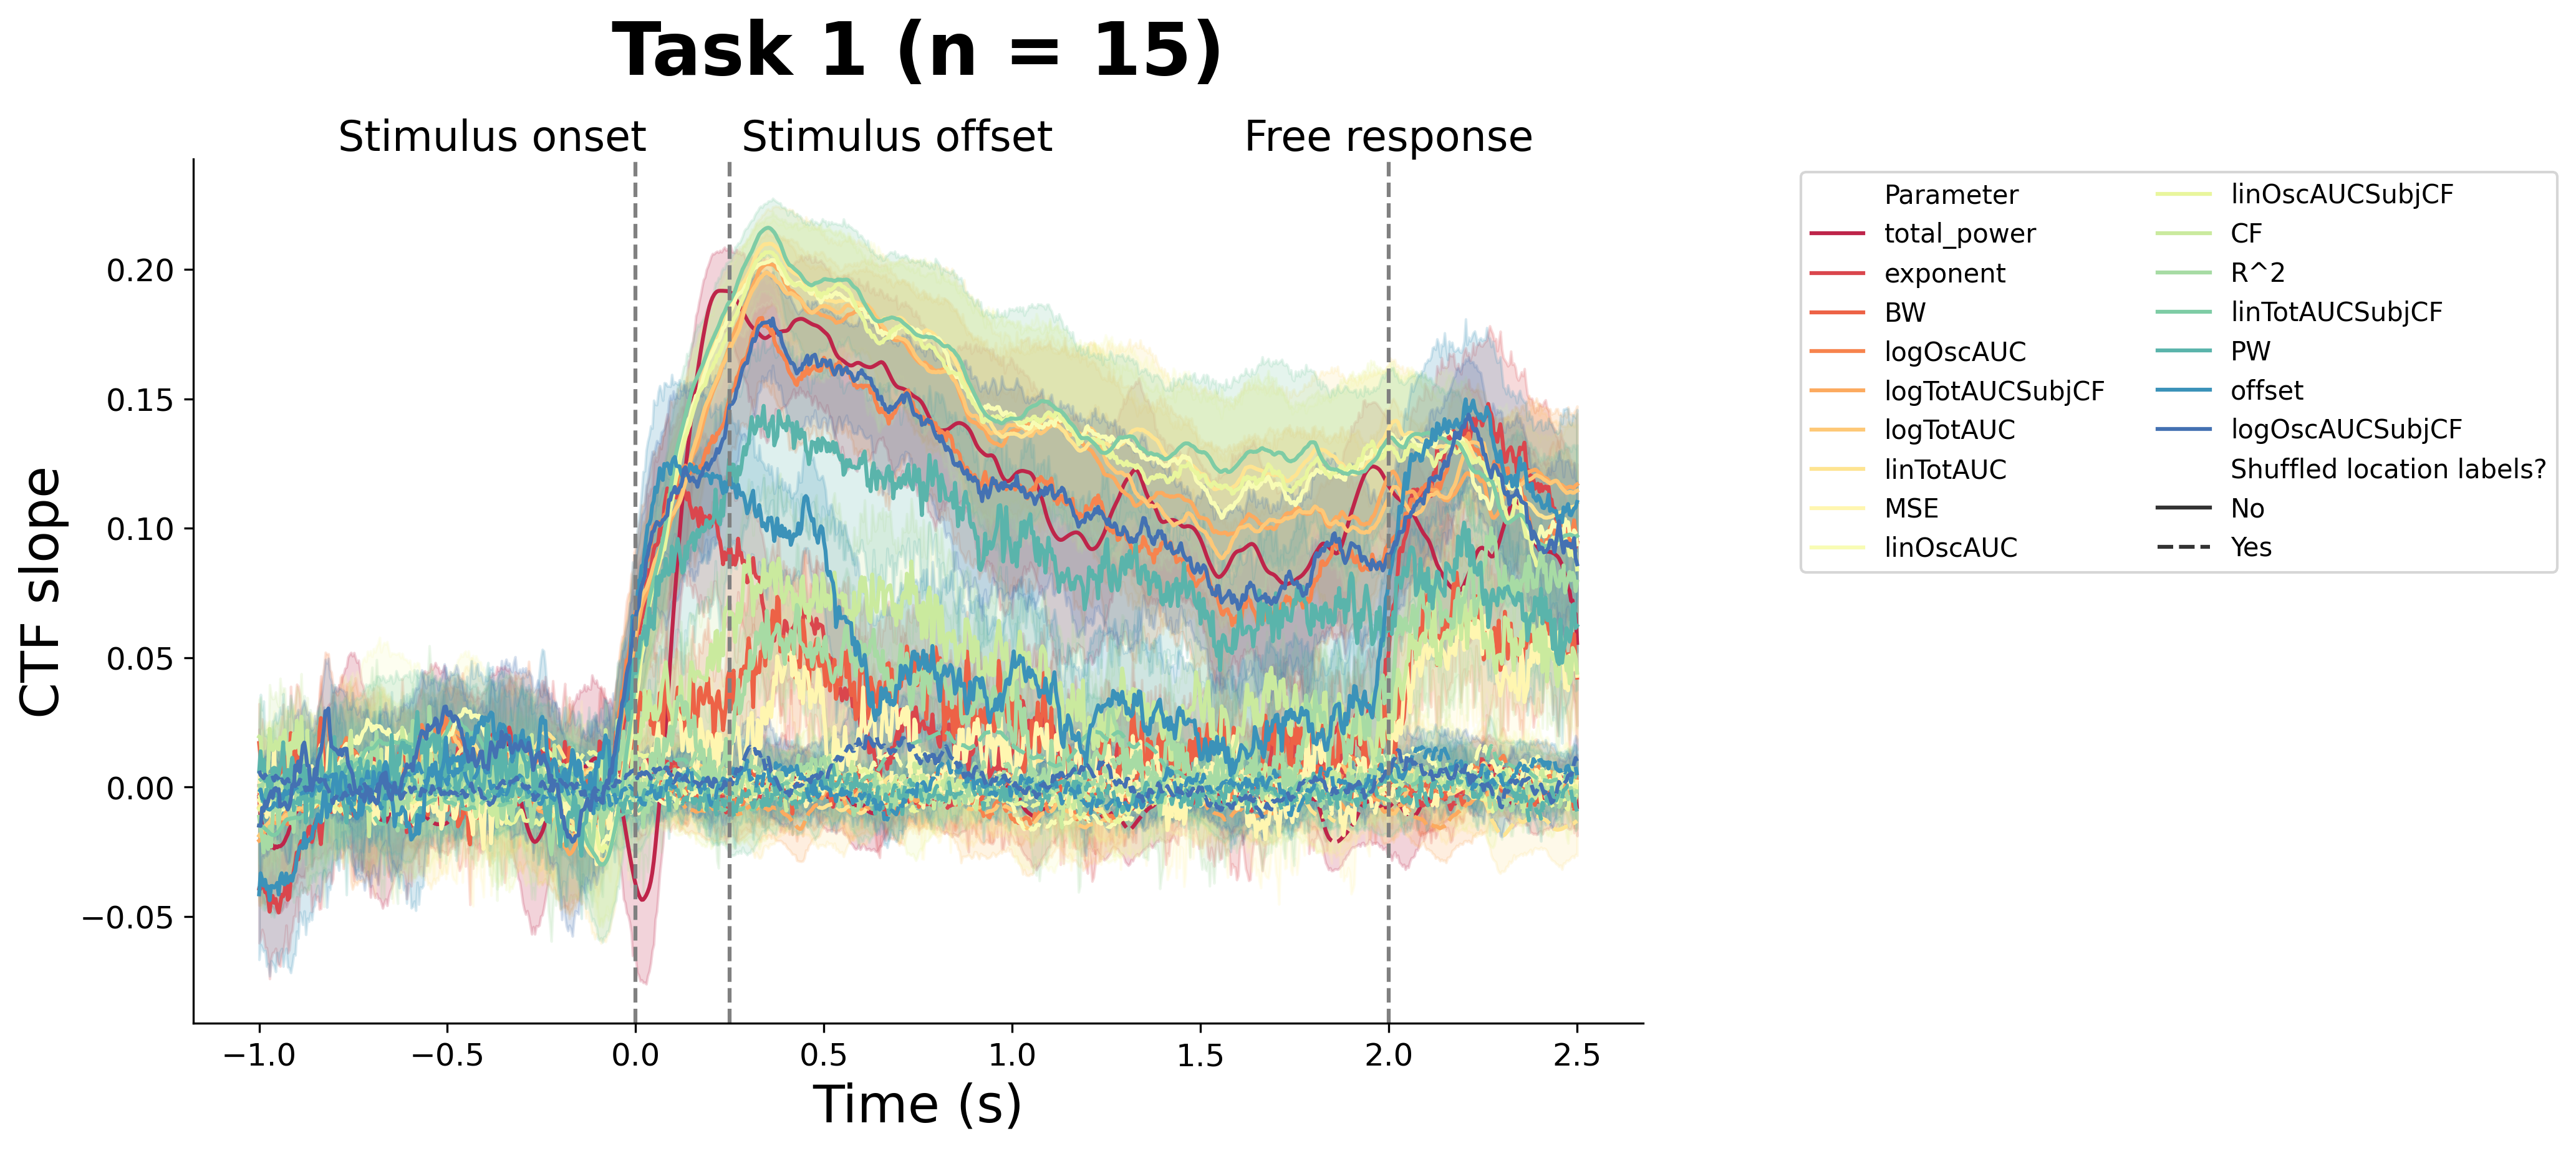 Task 1 (n = 15)
Stimulus onset
Stimulus offset
Free response
CTF slope
0.20
0.15
0.10
0.05
0.00
−0.05
−1.0
−0.5
0.0
0.5
1.0
1.5
2.0
2.5
Time (s)
Parameter
total_power
exponent
BW
logOscAUC
logTotAUCSubjCF
logTotAUC
linTotAUC
MSE
linOscAUC
linOscAUCSubjCF
CF
R^2
linTotAUCSubjCF
PW
offset
logOscAUCSubjCF
Shuffled location labels?
No
Yes